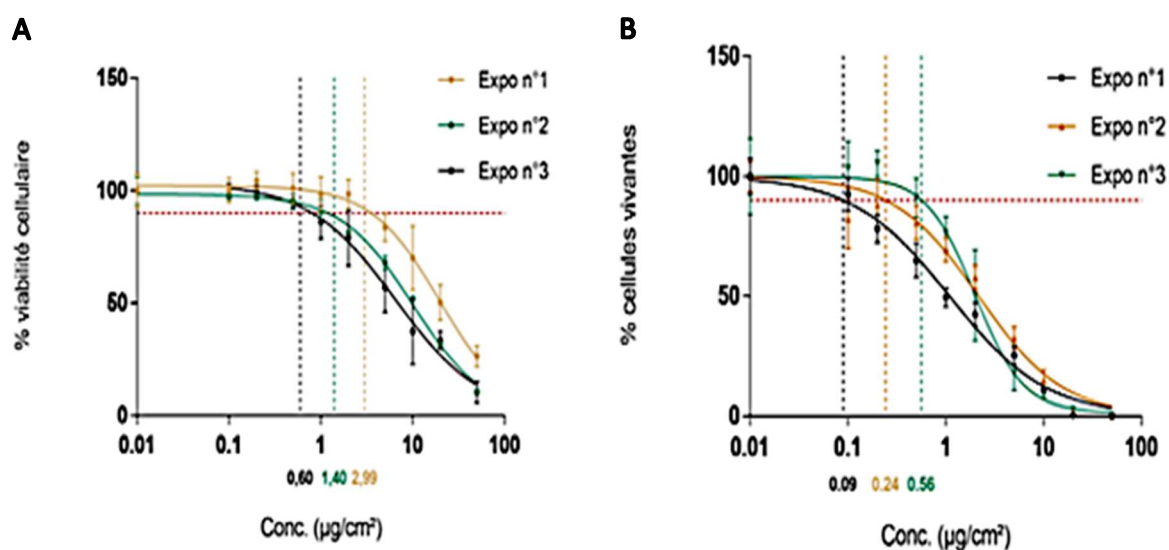 A
150
100
50
0
% viabilité cellulaire
Expo n°1
Expo n°2
Expo n°3
0.01 0.1 1 10 100
0,60 1,40 2,99
Conc. (µg/cm²)
B
150
100
50
0
% cellules vivantes
Expo n°1
Expo n°2
Expo n°3
0.01 0.1 1 10 100
0.09 0.24 0.56
Conc. (µg/cm²)